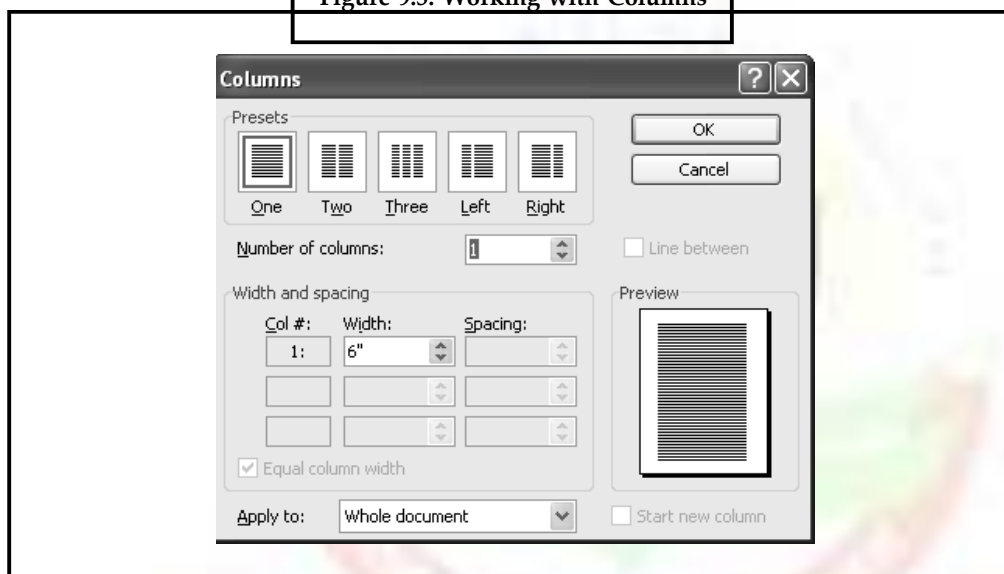 Figure 9.5: Working with Columns
Columns
Presets
OK
Cancel
One Two Three Left Right
Number of columns: 1
Line between
Width and spacing
Preview
Col #: Width: Spacing:
1: 6"
Equal column width
Apply to: Whole document
Start new column